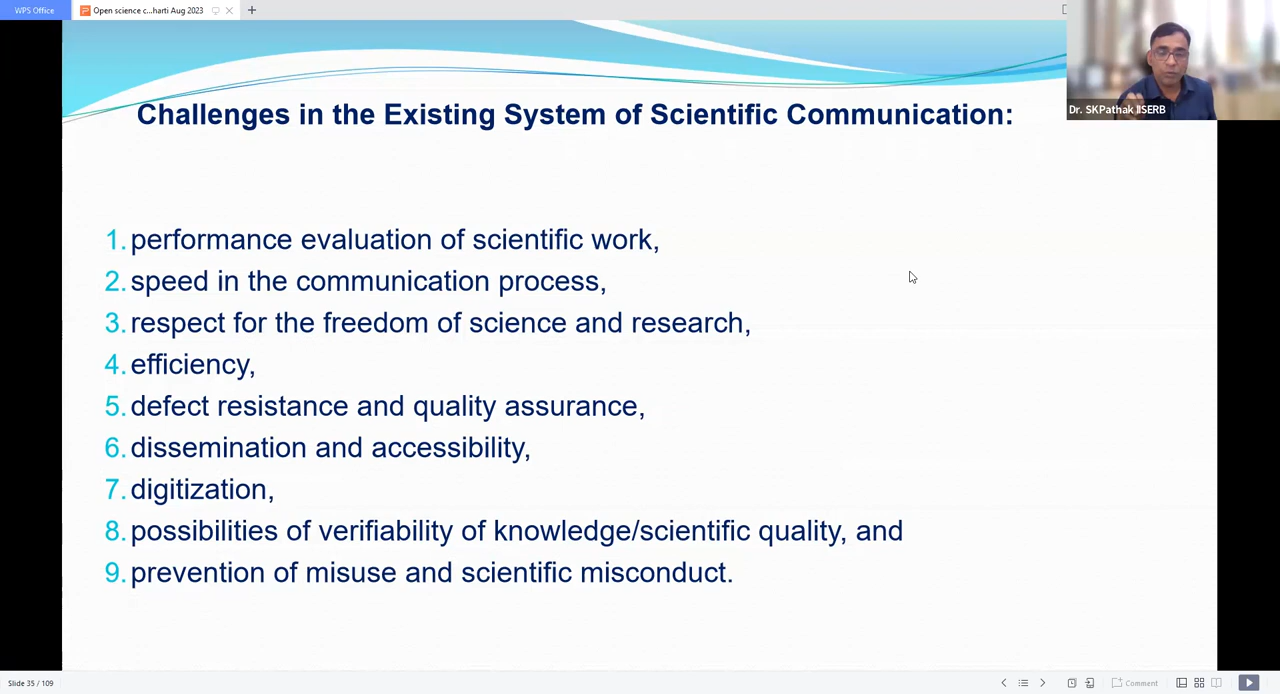 WPS Office
Open science c...harti Aug 2023
Challenges in the Existing System of Scientific Communication:
Dr. SKPathak IISERB
1. performance evaluation of scientific work,
2. speed in the communication process,
3. respect for the freedom of science and research,
4. efficiency,
5. defect resistance and quality assurance,
6. dissemination and accessibility,
7. digitization,
8. possibilities of verifiability of knowledge/scientific quality, and
9. prevention of misuse and scientific misconduct.
Slide 35 / 109
Comment